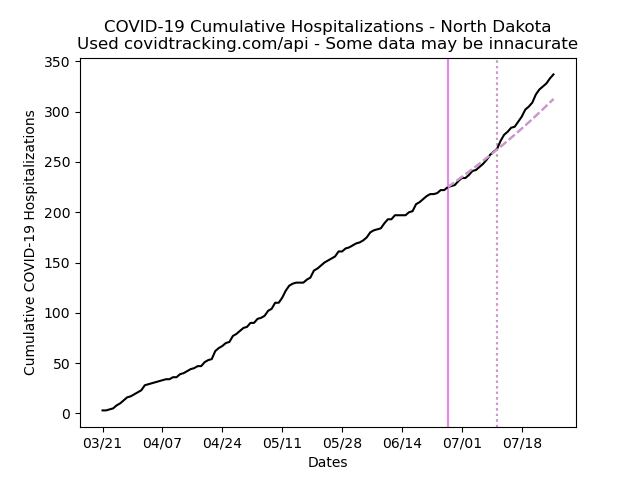 COVID-19 Cumulative Hospitalizations - North Dakota
Used covidtracking.com/api - Some data may be innacurate
350
300
250
200
150
100
50
0
Cumulative COVID-19 Hospitalizations
03/21 04/07 04/24 05/11 05/28 06/14 07/01 07/18
Dates